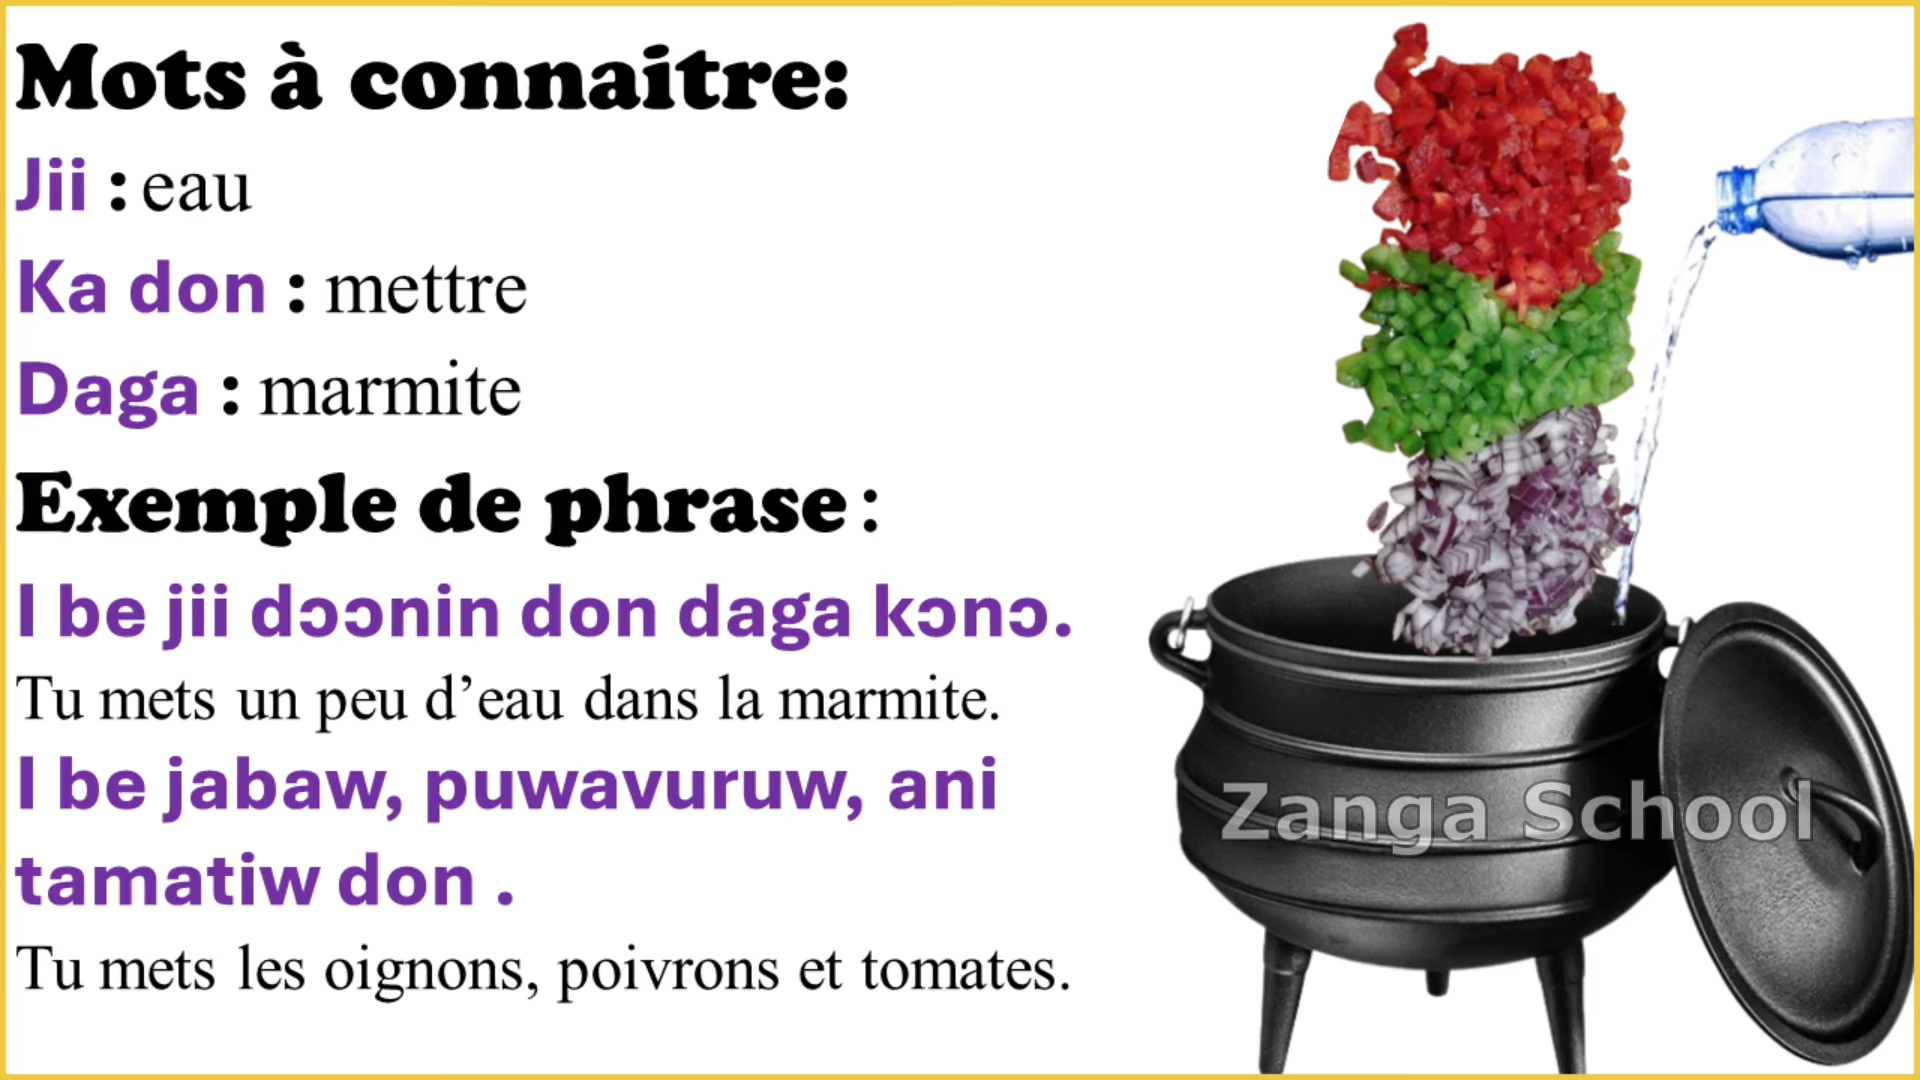 Mots à connaitre:
Jii : eau
Ka don : mettre
Daga : marmite
Exemple de phrase :
I be jii dɔɔnin don daga kɔnɔ.
Tu mets un peu d’eau dans la marmite.
I be jabaw, puwavuruw, ani
tamatiw don .
Tu mets les oignons, poivrons et tomates.
Zanga School